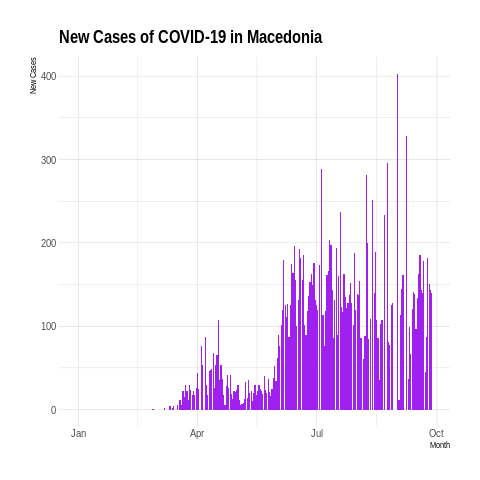 New Cases of COVID-19 in Macedonia
New Cases
400
300
200
100
0
Jan Apr Jul Oct
Month